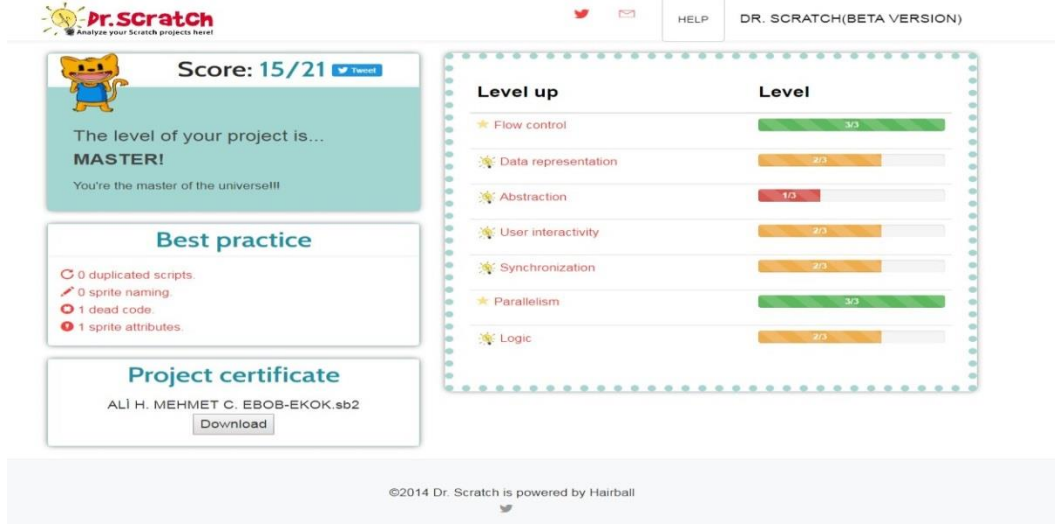 Dr.Scratch
Analyze your Scratch projects here!
HELP
DR. SCRATCH(BETA VERSION)
Score: 15/21
Tweet
The level of your project is...
MASTER!
You're the master of the universe!!!
Best practice
0 duplicated scripts.
0 sprite naming.
1 dead code.
1 sprite attributes.
Project certificate
ALİ H. MEHMET C. EBOB-EKOK.sb2
Download
Level up Level
Flow control 3/3
Data representation 2/3
Abstraction 1/3
User interactivity 2/3
Synchronization 2/3
Parallelism 3/3
Logic 2/3
©2014 Dr. Scratch is powered by Hairball